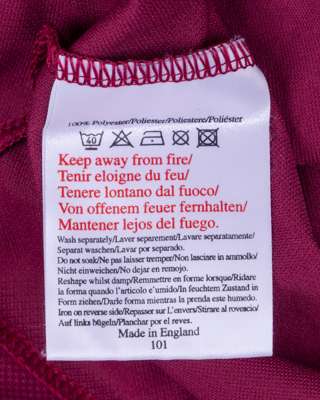 100% Polyester/Poliester/Poliestere/Poliéster
40
Keep away from fire/
Tenir eloigne du feu/
Tenere lontano dal fuoco/
Von offenem feuer fernhalten/
Mantener lejos del fuego.
Wash separately/Laver separement/Lavare separatamente/
Separat waschen/Lavar por separado.
Do not soak/Ne pas laisser tremper/Non lasciare in ammollo/
Nicht einweichen/No dejar en remojo.
Reshape whilst damp/Remmettre en forme lorsque/Ridare
la forma quando l'articolo e'umido/In feuchtem Zustand in
Form ziehen/Darle forma mientras la prenda este humedo.
Iron on reverse side/Repasser sur L'envers/Stirare al rovescio/
Auf links bügeln/Planchar por el reves.
Made in England
101